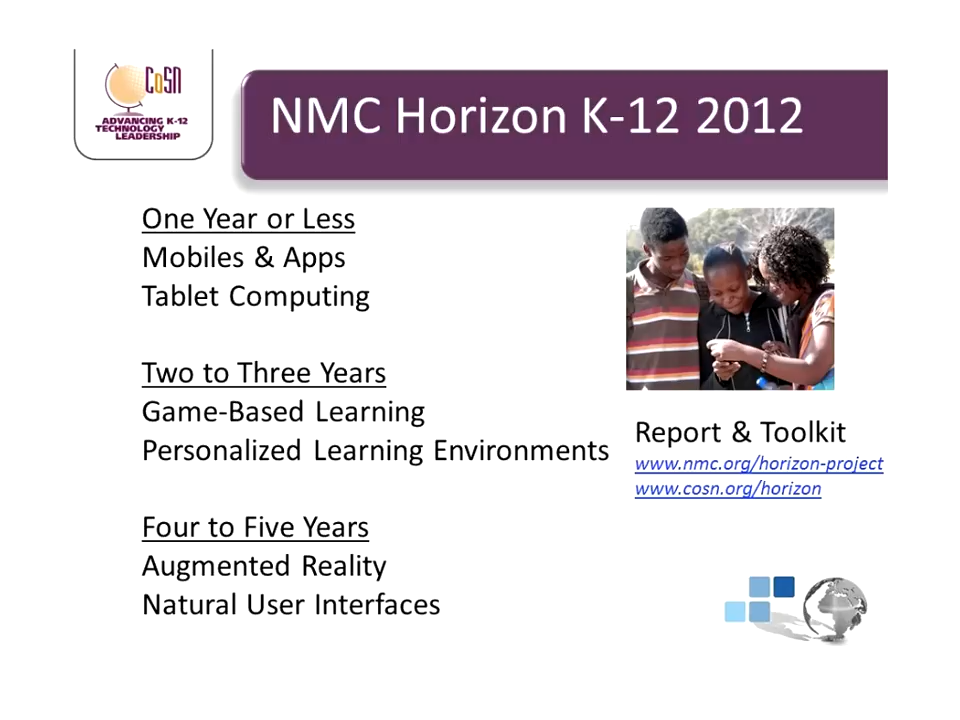 CoSN
ADVANCING K-12
TECHNOLOGY
LEADERSHIP
NMC Horizon K-12 2012
One Year or Less
Mobiles & Apps
Tablet Computing
Two to Three Years
Game-Based Learning
Personalized Learning Environments
Four to Five Years
Augmented Reality
Natural User Interfaces
Report & Toolkit
www.nmc.org/horizon-project
www.cosn.org/horizon